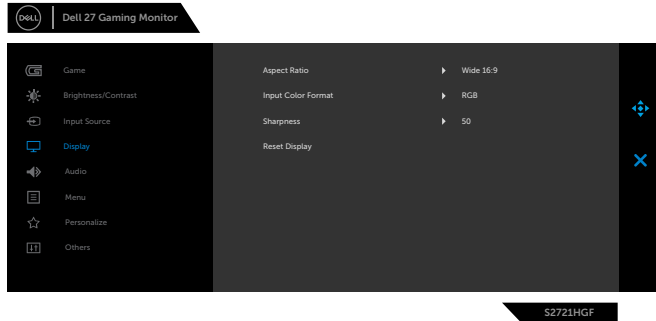 DELL
Dell 27 Gaming Monitor
Game
Aspect Ratio
Wide 16:9
Brightness/Contrast
Input Color Format
RGB
Input Source
Sharpness
50
Display
Reset Display
Audio
Menu
Personalize
Others
S2721HGF